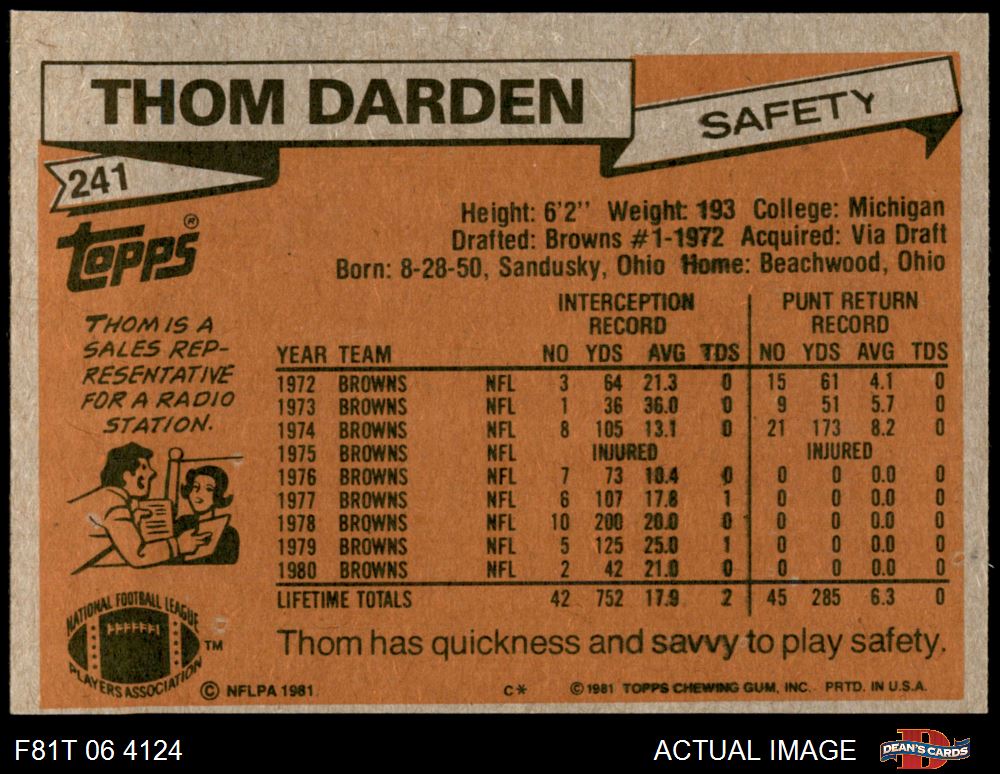 THOM DARDEN
SAFETY
241
TOPPS®
Height: 6'2" Weight: 193 College: Michigan
Drafted: Browns #1-1972 Acquired: Via Draft
Born: 8-28-50, Sandusky, Ohio Home: Beachwood, Ohio
THOM IS A
SALES REP-
RESENTATIVE
FOR A RADIO
STATION.
INTERCEPTION PUNT RETURN
RECORD RECORD
YEAR TEAM NO YDS AVG TDS NO YDS AVG TDS
1972 BROWNS NFL 3 64 21.3 0 15 61 4.1 0
1973 BROWNS NFL 1 36 36.0 0 9 51 5.7 0
1974 BROWNS NFL 8 105 13.1 0 21 173 8.2 0
1975 BROWNS NFL INJURED INJURED
1976 BROWNS NFL 7 73 10.4 0 0 0 0.0 0
1977 BROWNS NFL 6 107 17.8 1 0 0 0.0 0
1978 BROWNS NFL 10 200 20.0 0 0 0 0.0 0
1979 BROWNS NFL 5 125 25.0 1 0 0 0.0 0
1980 BROWNS NFL 2 42 21.0 0 0 0 0.0 0
LIFETIME TOTALS 42 752 17.9 2 45 285 6.3 0
NATIONAL FOOTBALL LEAGUE
PLAYERS ASSOCIATION
TM
Thom has quickness and savvy to play safety.
© NFLPA 1981 C* © 1981 TOPPS CHEWING GUM, INC. PRTD. IN U.S.A.
F81T 06 4124 ACTUAL IMAGE DEAN'S CARDS